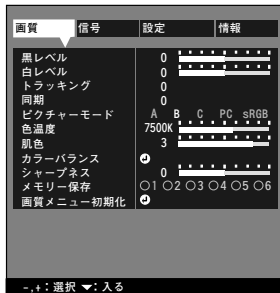 画質 信号 設定 情報
黒レベル 0
白レベル 0
トラッキング 0
同期 0
ピクチャーモード A B C PC sRGB
色温度 7500K
肌色 3
カラーバランス
シャープネス 0
メモリー保存 ○1 ○2 ○3 ○4 ○5 ○6
画質メニュー初期化
-,+：選択 ▼：入る